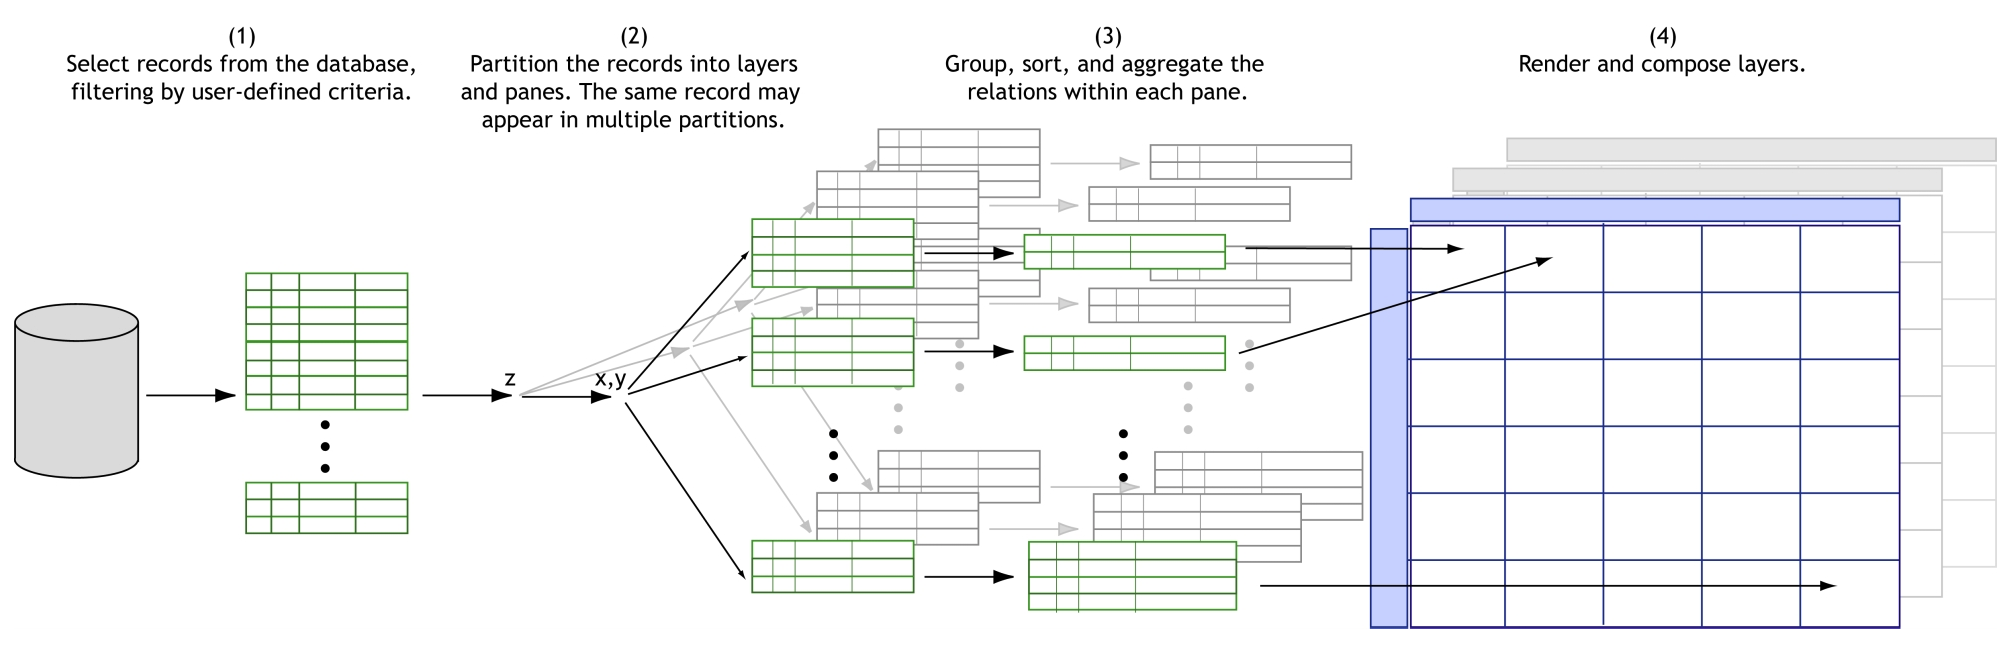 (1)
Select records from the database,
filtering by user-defined criteria.
(2)
Partition the records into layers
and panes. The same record may
appear in multiple partitions.
(3)
Group, sort, and aggregate the
relations within each pane.
(4)
Render and compose layers.
z
x,y